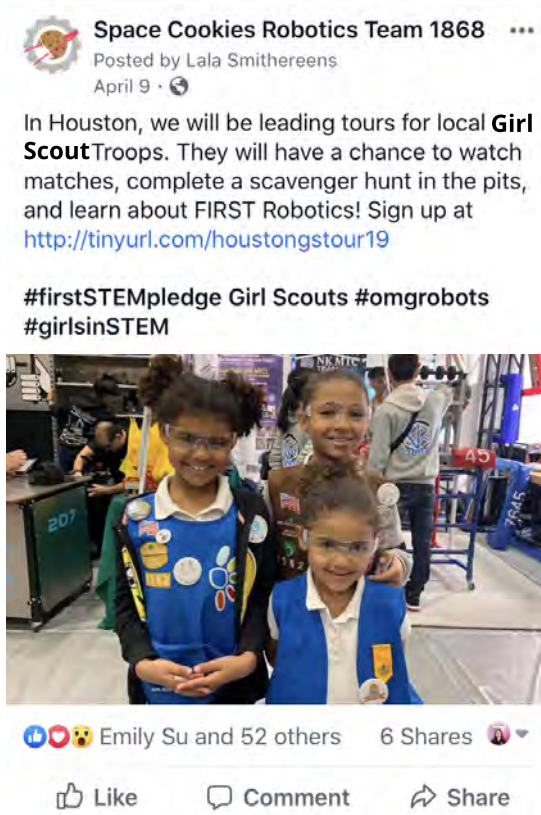 Space Cookies Robotics Team 1868
Posted by Lala Smithereens
April 9
In Houston, we will be leading tours for local Girl
Scout Troops. They will have a chance to watch
matches, complete a scavenger hunt in the pits,
and learn about FIRST Robotics! Sign up at
http://tinyurl.com/houstongstour19
#firstSTEMpledge Girl Scouts #omgrobots
#girlsinSTEM
NKMTC
207
45
7645
Emily Su and 52 others 6 Shares
Like Comment Share